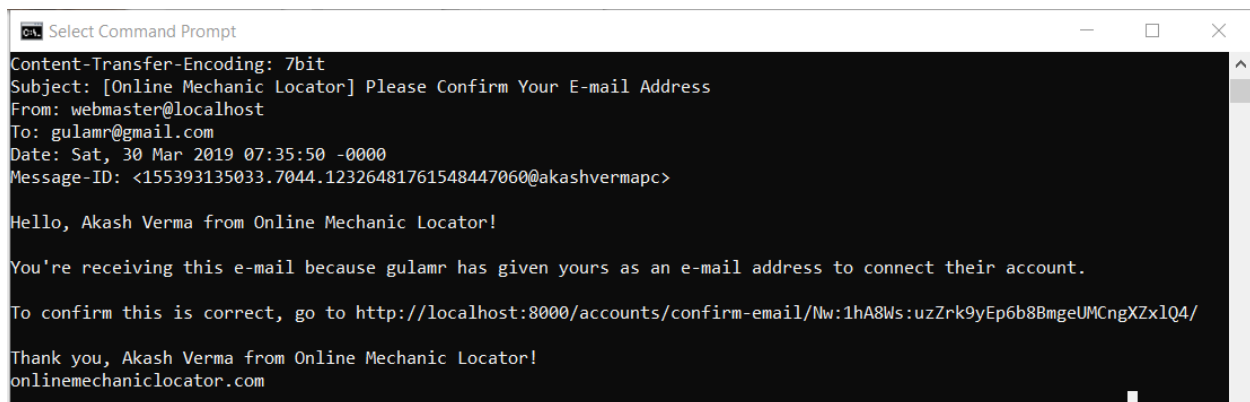 Select Command Prompt
Content-Transfer-Encoding: 7bit
Subject: [Online Mechanic Locator] Please Confirm Your E-mail Address
From: webmaster@localhost
To: gulamr@gmail.com
Date: Sat, 30 Mar 2019 07:35:50 -0000
Message-ID: <155393135033.7044.12326481761548447060@akashvermapc>
Hello, Akash Verma from Online Mechanic Locator!
You're receiving this e-mail because gulamr has given yours as an e-mail address to connect their account.
To confirm this is correct, go to http://localhost:8000/accounts/confirm-email/Nw:1hA8Ws:uzZrk9yEp6b8BmgeUMCngXZxlQ4/
Thank you, Akash Verma from Online Mechanic Locator!
onlinemechaniclocator.com